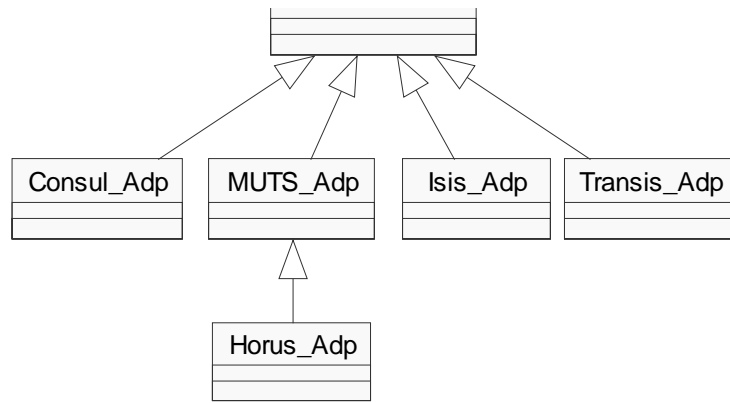 Consul_Adp
MUTS_Adp
Isis_Adp
Transis_Adp
Horus_Adp